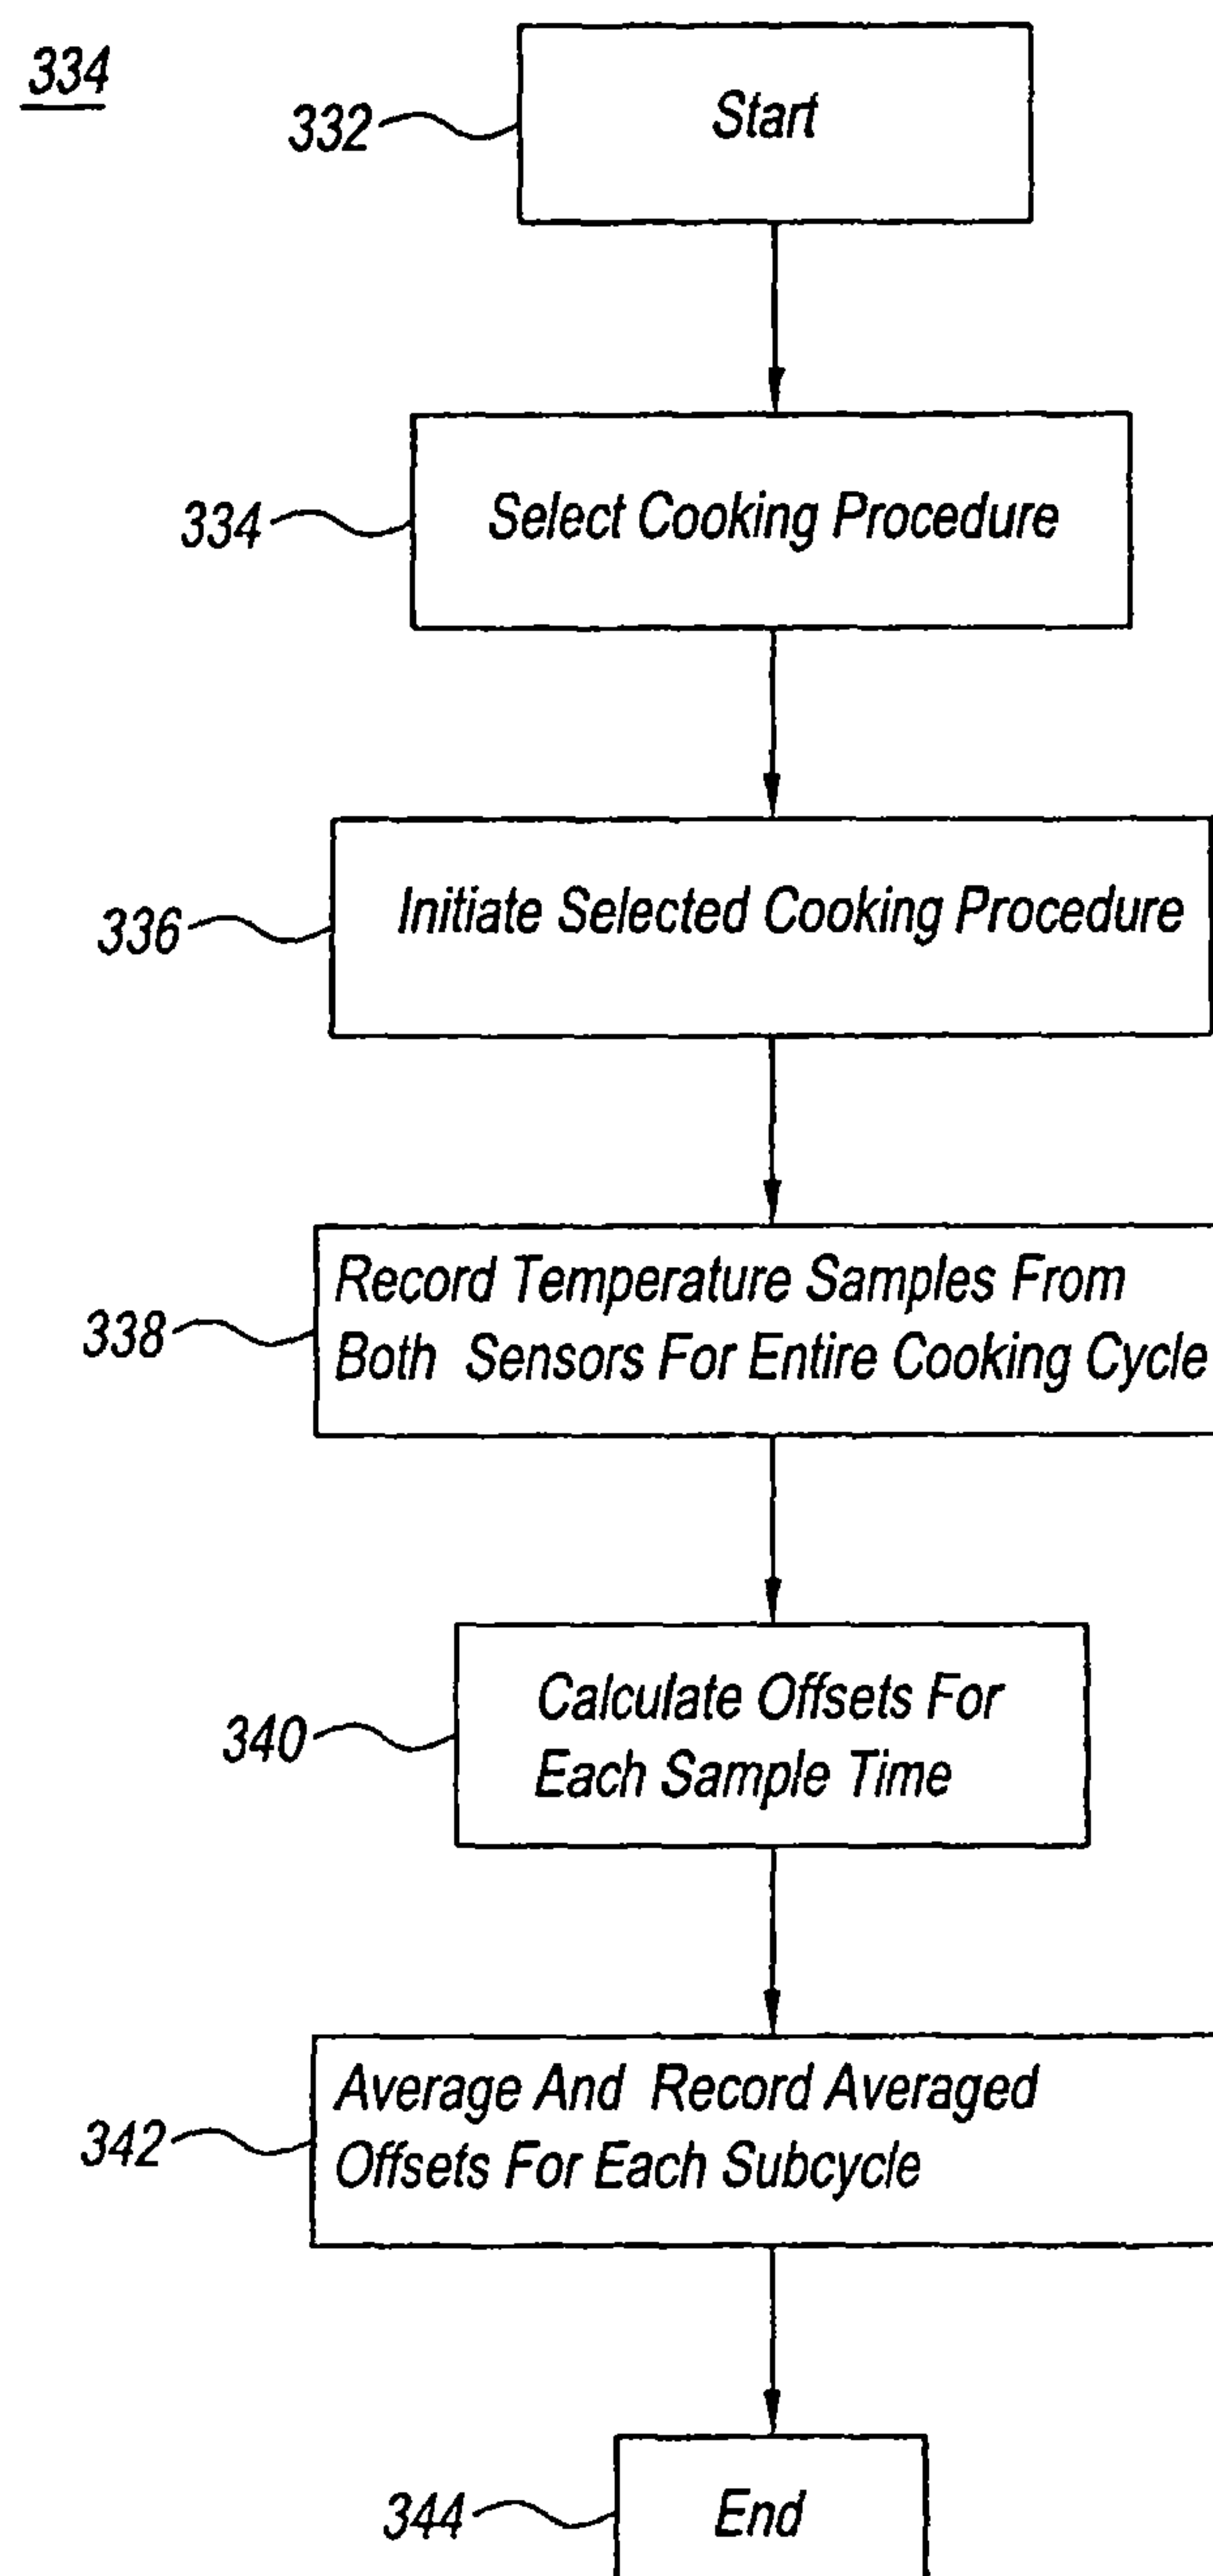 334
332
Start
334
Select Cooking Procedure
336
Initiate Selected Cooking Procedure
338
Record Temperature Samples From
Both Sensors For Entire Cooking Cycle
340
Calculate Offsets For
Each Sample Time
342
Average And Record Averaged
Offsets For Each Subcycle
344
End